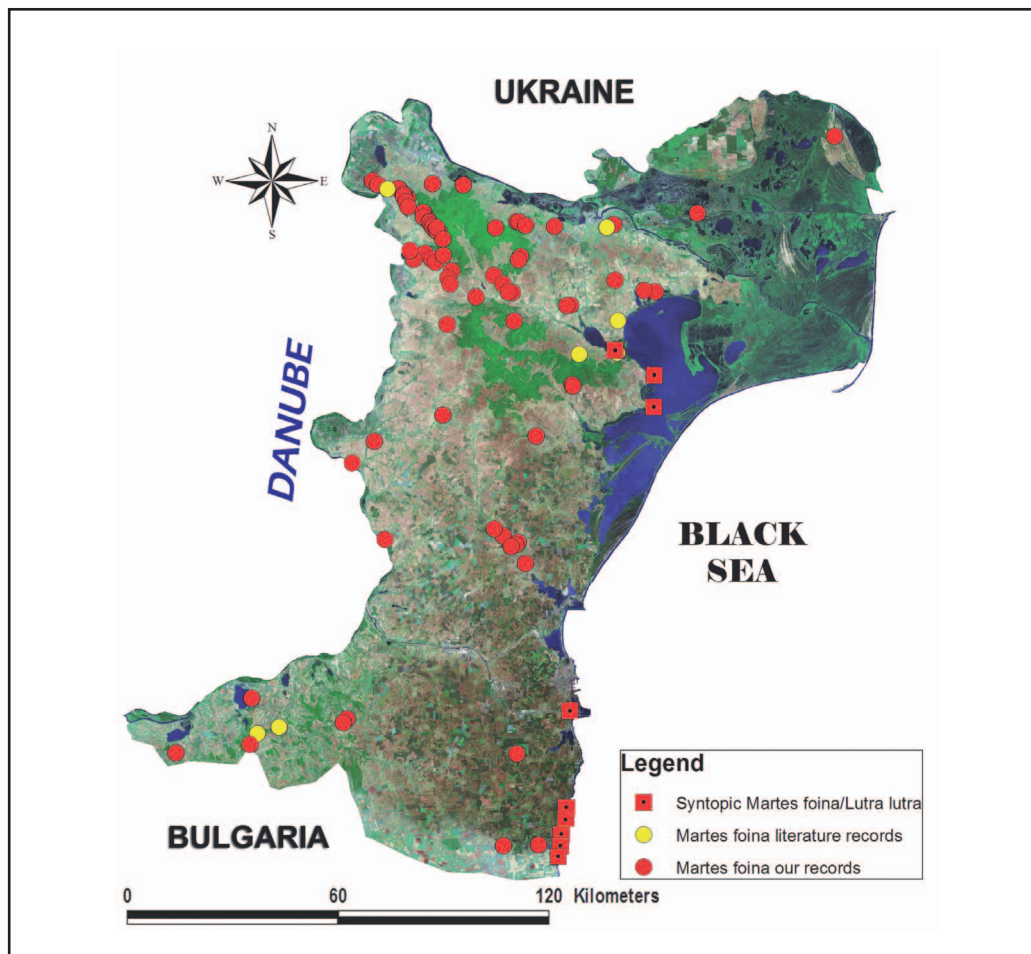 UKRAINE
N
W E
S
DANUBE
BLACK
SEA
BULGARIA
Legend
Syntopic Martes foina/Lutra lutra
Martes foina literature records
Martes foina our records
0 60 120 Kilometers